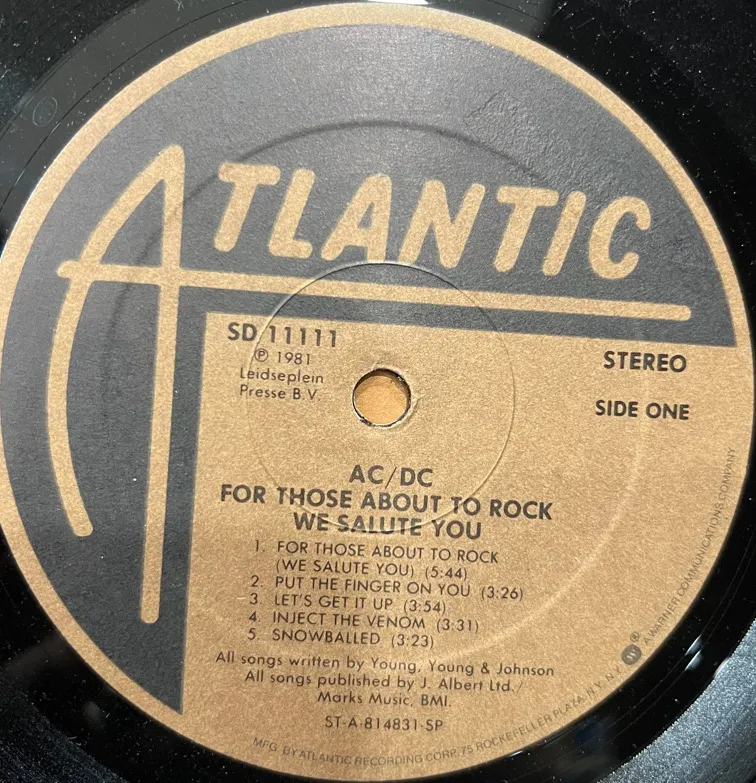 ATLANTIC
SD 11111
℗ 1981
Leidseplein
Presse B.V.
STEREO
SIDE ONE
AC/DC
FOR THOSE ABOUT TO ROCK
WE SALUTE YOU
1. FOR THOSE ABOUT TO ROCK
(WE SALUTE YOU) (5:44)
2. PUT THE FINGER ON YOU (3:26)
3. LET'S GET IT UP (3:54)
4. INJECT THE VENOM (3:31)
5. SNOWBALLED (3:23)
All songs written by Young, Young & Johnson
All songs published by J. Albert Ltd./
Marks Music, BMI.
ST-A-814831-SP
MFG. BY ATLANTIC RECORDING CORP. 75 ROCKEFELLER PLAZA N.Y. N.Y. ® A WARNER COMMUNICATIONS COMPANY